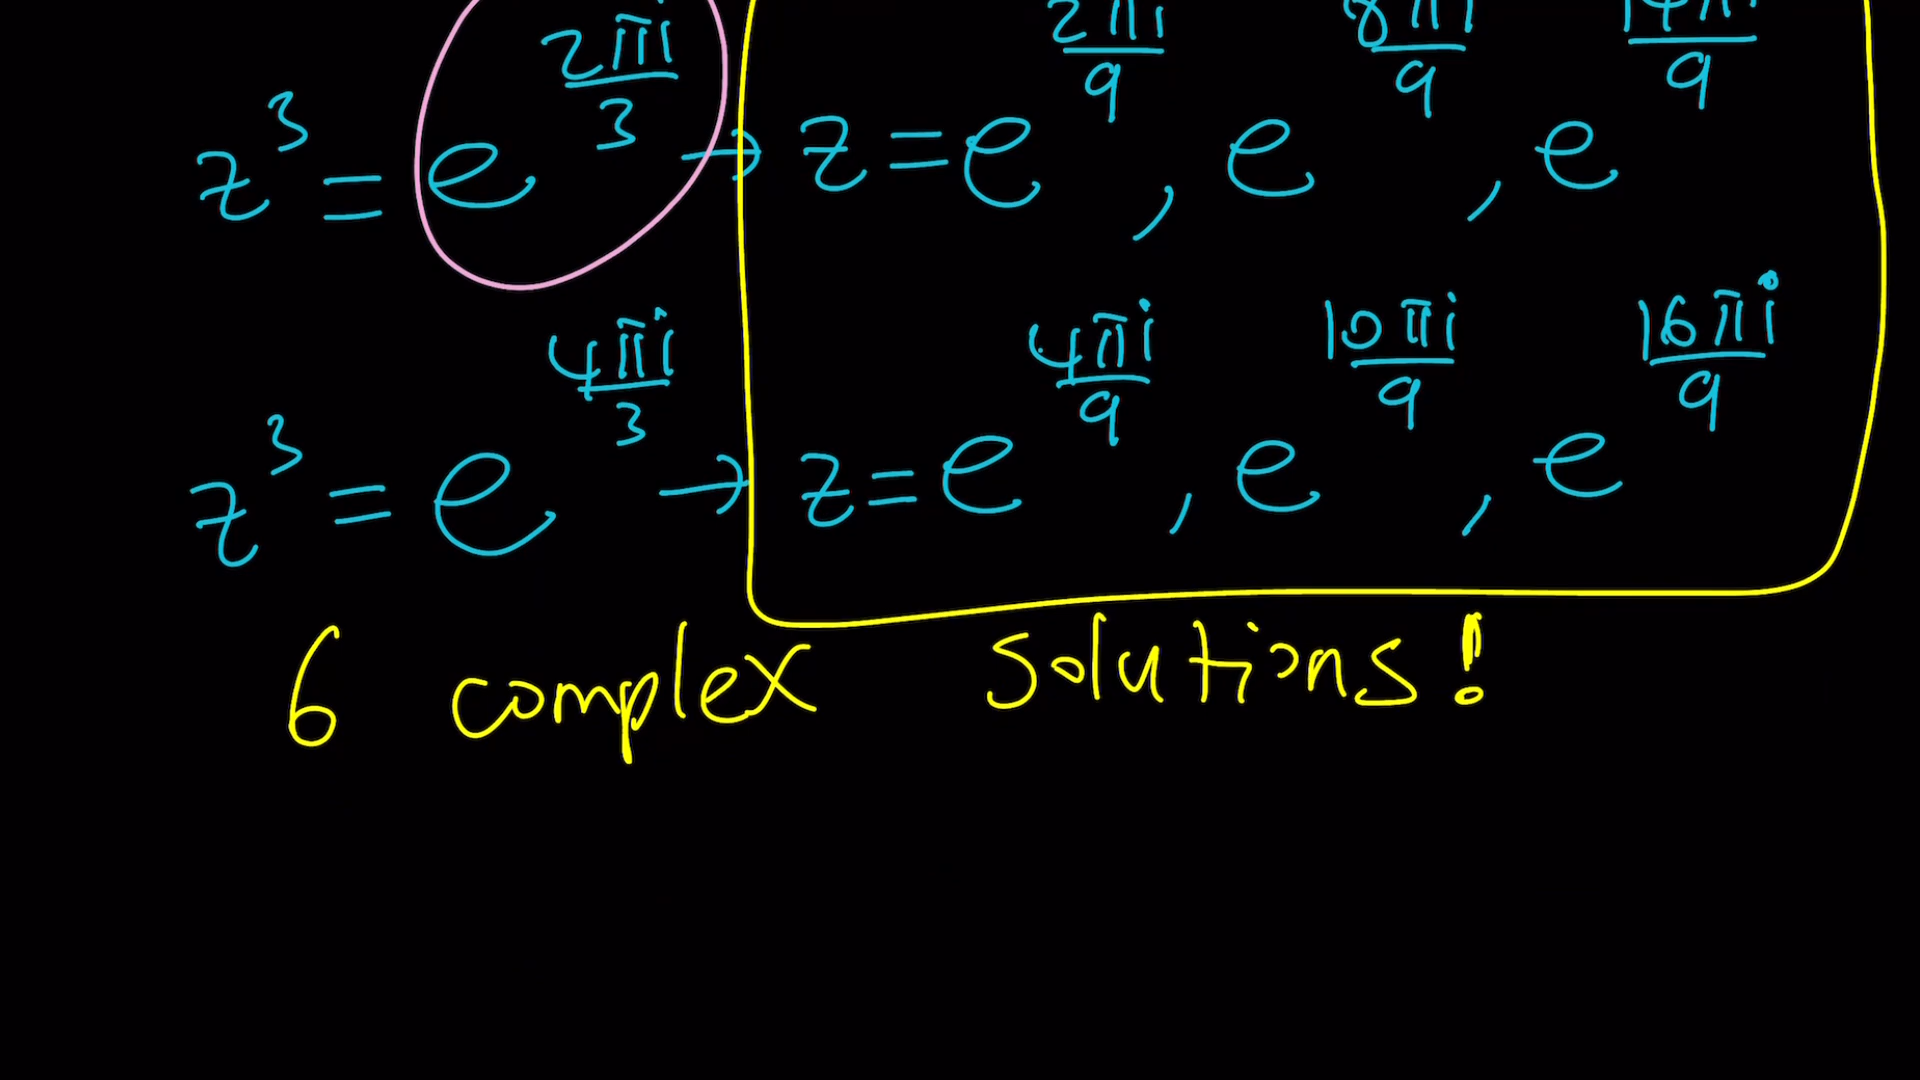 z³ = e^(2πi/3) → z = e^(2πi/9), e^(8πi/9), e^(14πi/9)
z³ = e^(4πi/3) → z = e^(4πi/9), e^(10πi/9), e^(16πi/9)
6 complex solutions!